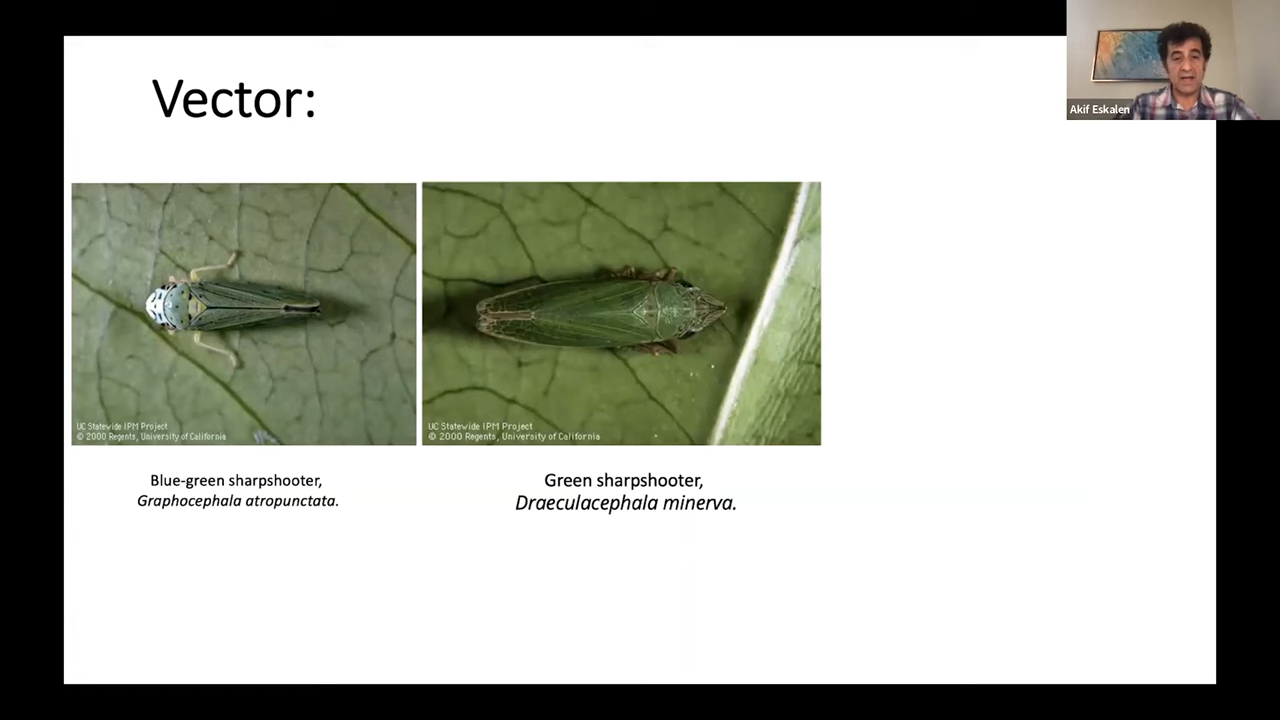 Vector:
Akif Eskalen
UC Statewide IPM Project
© 2000 Regents, University of California
UC Statewide IPM Project
© 2000 Regents, University of California
Blue-green sharpshooter,
Graphocephala atropunctata.
Green sharpshooter,
Draeculacephala minerva.